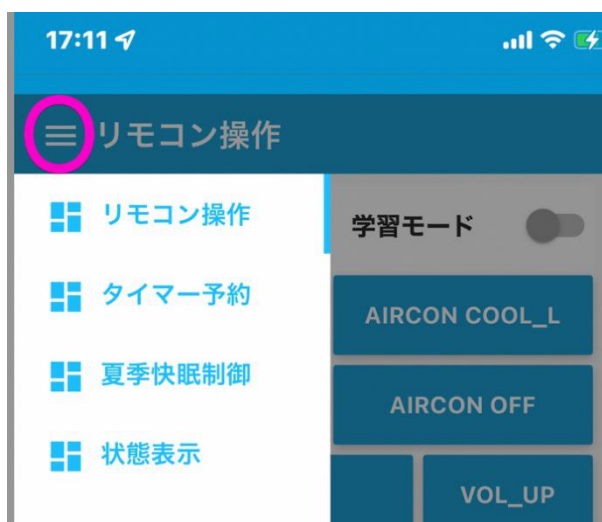 17:11
リモコン操作
リモコン操作
学習モード
タイマー予約
AIRCON COOL_L
夏季快眠制御
AIRCON OFF
状態表示
VOL_UP